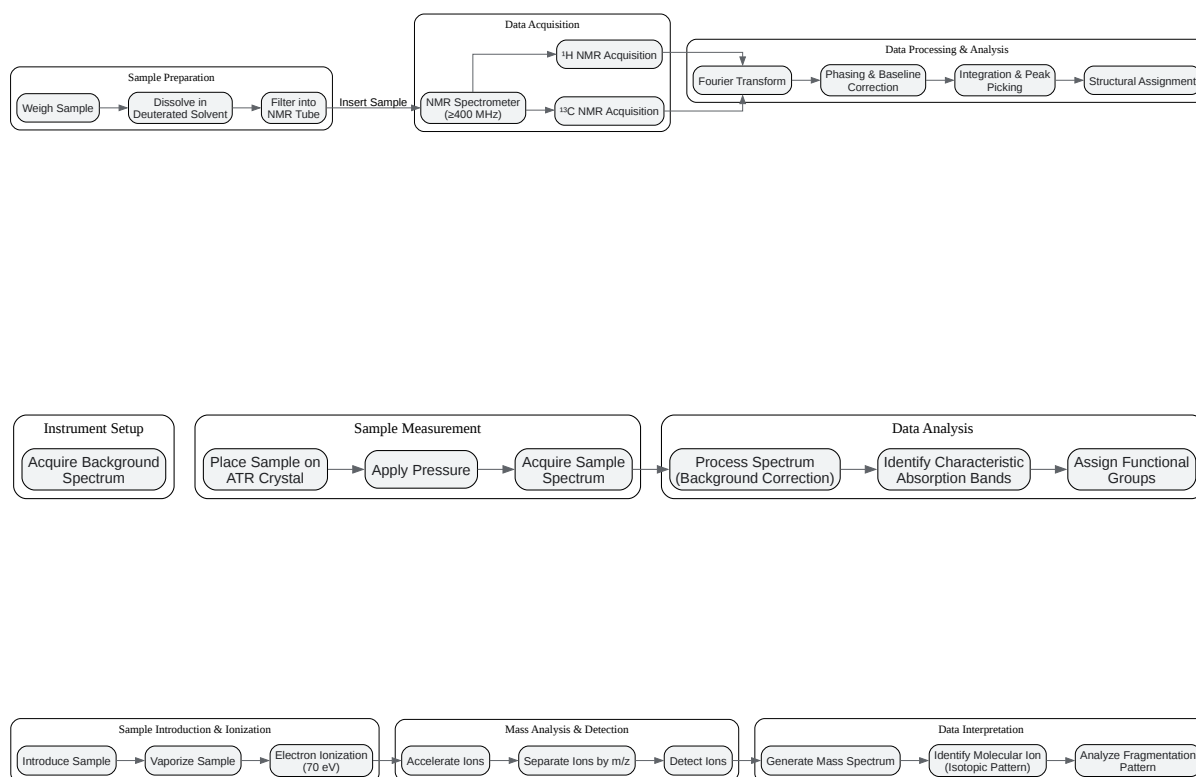 Sample Preparation
Weigh Sample
Dissolve in
Deuterated Solvent
Filter into
NMR Tube
Insert Sample
Data Acquisition
NMR Spectrometer
(≥400 MHz)
¹H NMR Acquisition
¹³C NMR Acquisition
Data Processing & Analysis
Fourier Transform
Phasing & Baseline
Correction
Integration & Peak
Picking
Structural Assignment
Instrument Setup
Acquire Background
Spectrum
Sample Measurement
Place Sample on
ATR Crystal
Apply Pressure
Acquire Sample
Spectrum
Data Analysis
Process Spectrum
(Background Correction)
Identify Characteristic
Absorption Bands
Assign Functional
Groups
Sample Introduction & Ionization
Introduce Sample
Vaporize Sample
Electron Ionization
(70 eV)
Mass Analysis & Detection
Accelerate Ions
Separate Ions by m/z
Detect Ions
Data Interpretation
Generate Mass Spectrum
Identify Molecular Ion
(Isotopic Pattern)
Analyze Fragmentation
Pattern